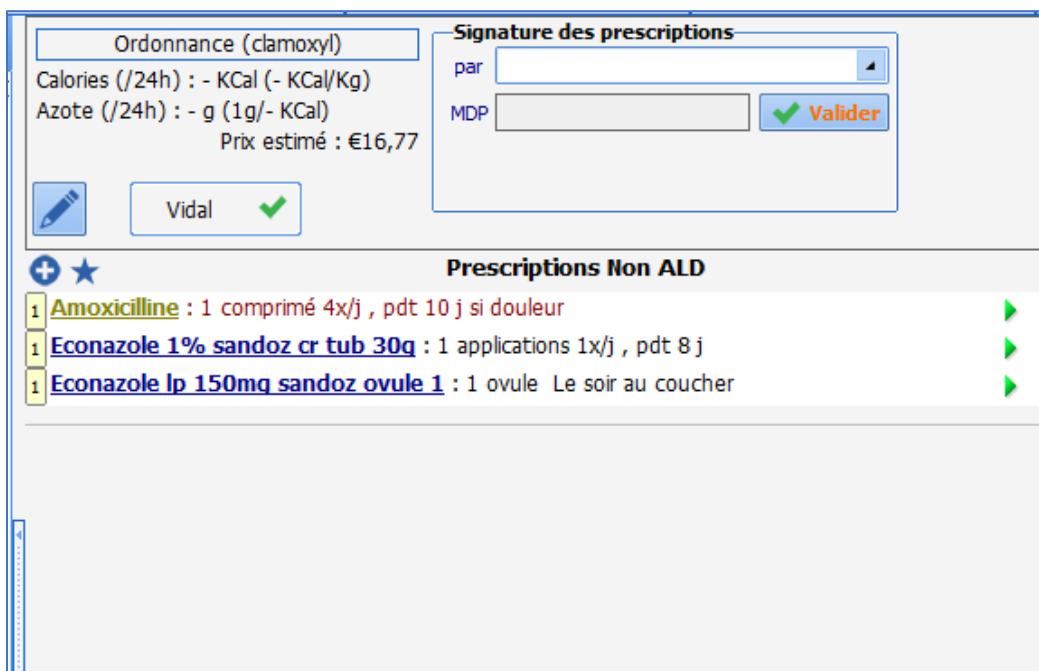 Ordonnance (clamoxyl)
Calories (/24h) : - KCal (- KCal/Kg)
Azote (/24h) : - g (1g/- KCal)
Prix estimé : €16,77
Vidal
Signature des prescriptions
par
MDP
Valider
Prescriptions Non ALD
1 Amoxicilline : 1 comprimé 4x/j , pdt 10 j si douleur
1 Econazole 1% sandoz cr tub 30g : 1 applications 1x/j , pdt 8 j
1 Econazole lp 150mg sandoz ovule 1 : 1 ovule Le soir au coucher